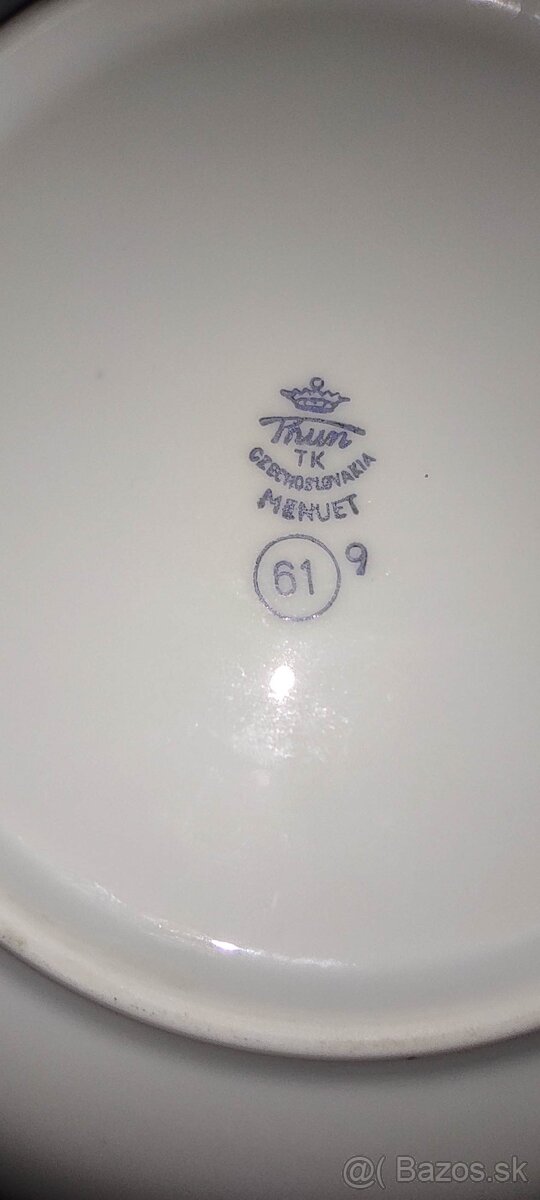 Thun
TK
CZECHOSLOVAKIA
MENUET
61 9
@( Bazos.sk